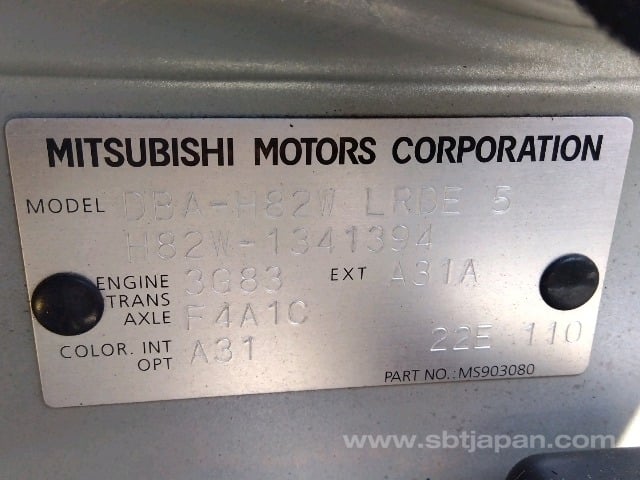 MITSUBISHI MOTORS CORPORATION
MODEL DBA-H82W LRDE 5
H82W-1341394
ENGINE 3G83 EXT A31A
TRANS
AXLE F4A1C
COLOR. INT A31 22E 110
OPT
PART NO.: MS903080
www.sbtjapan.com